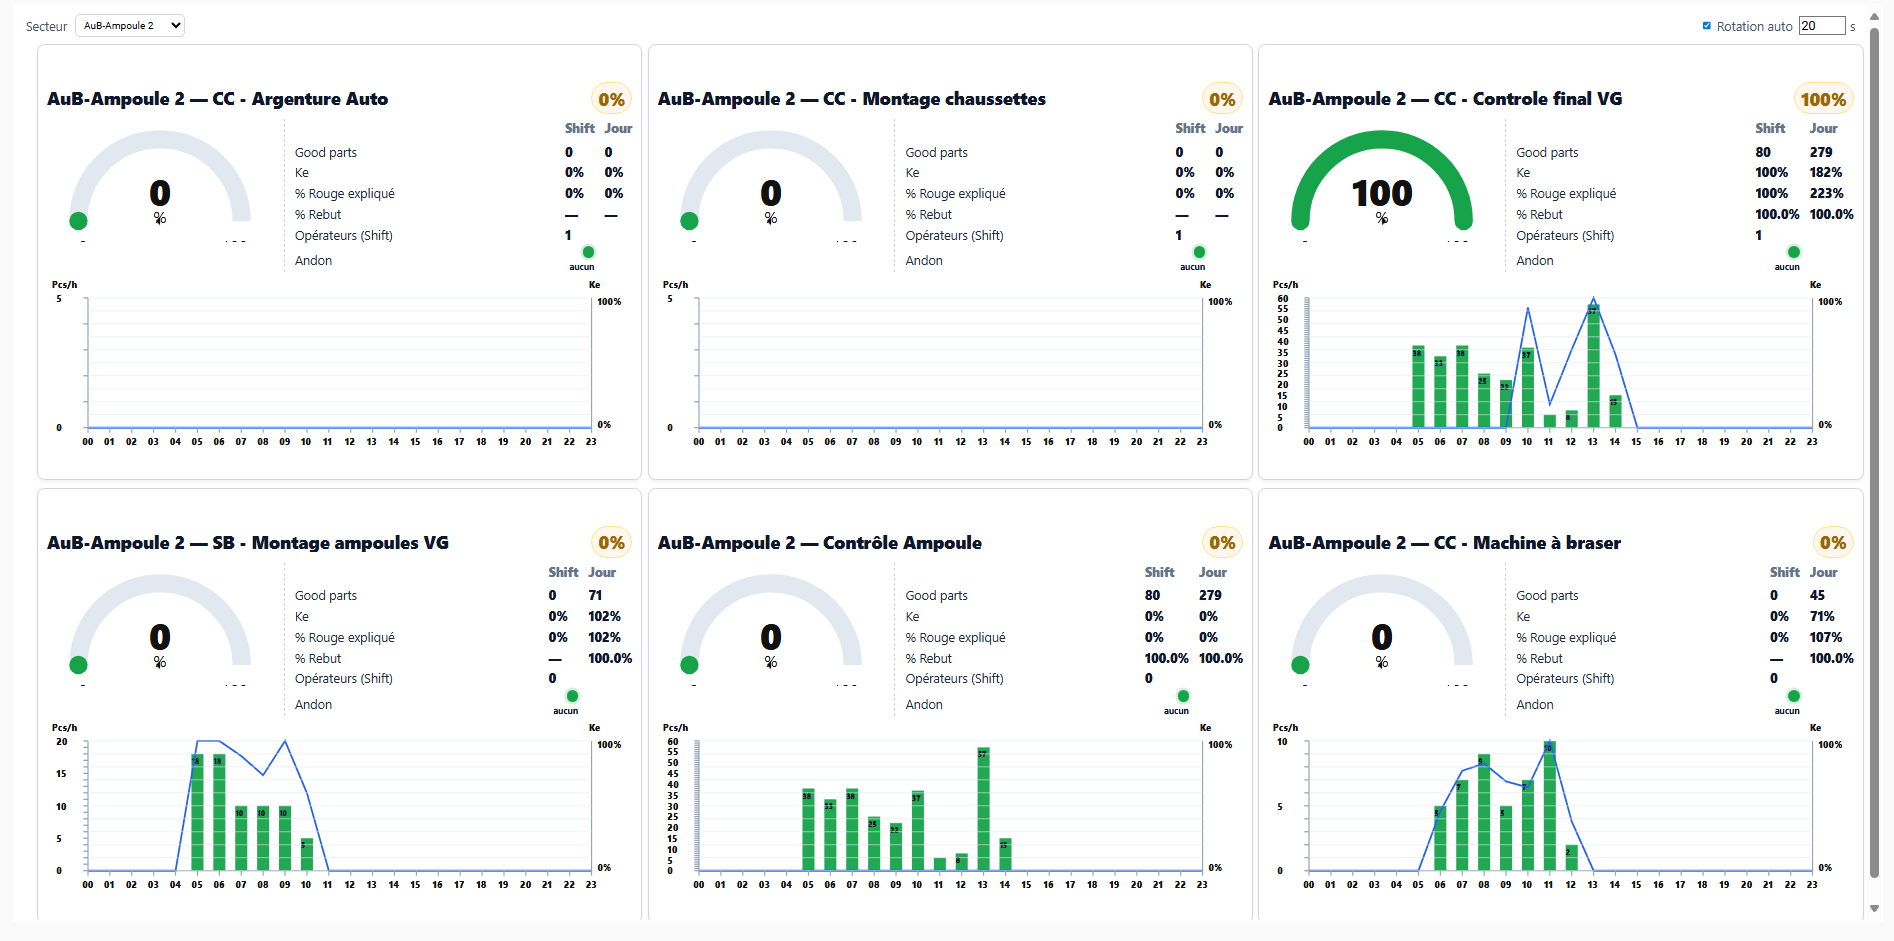 Secteur AuB-Ampoule 2 Rotation auto 20 s
AuB-Ampoule 2 — CC - Argenture Auto 0%
Shift Jour
Good parts 0 0
Ke 0% 0%
% Rouge expliqué 0% 0%
% Rebut — —
Opérateurs (Shift) 1
Andon aucun
0
%
Pcs/h Ke
5 100%
0 0%
00 01 02 03 04 05 06 07 08 09 10 11 12 13 14 15 16 17 18 19 20 21 22 23
AuB-Ampoule 2 — CC - Montage chaussettes 0%
Shift Jour
Good parts 0 0
Ke 0% 0%
% Rouge expliqué 0% 0%
% Rebut — —
Opérateurs (Shift) 1
Andon aucun
0
%
Pcs/h Ke
5 100%
0 0%
00 01 02 03 04 05 06 07 08 09 10 11 12 13 14 15 16 17 18 19 20 21 22 23
AuB-Ampoule 2 — CC - Controle final VG 100%
Shift Jour
Good parts 80 279
Ke 100% 182%
% Rouge expliqué 100% 223%
% Rebut 100.0% 100.0%
Opérateurs (Shift) 1
Andon aucun
100
%
Pcs/h Ke
60 100%
55
50
45
40
35
30
25
20
15
10
5
0 0%
38 33 38 25 22 37 8 57 15
00 01 02 03 04 05 06 07 08 09 10 11 12 13 14 15 16 17 18 19 20 21 22 23
AuB-Ampoule 2 — SB - Montage ampoules VG 0%
Shift Jour
Good parts 0 71
Ke 0% 102%
% Rouge expliqué 0% 102%
% Rebut — 100.0%
Opérateurs (Shift) 0
Andon aucun
0
%
Pcs/h Ke
20 100%
15
10
5
0 0%
18 18 10 10 10 5
00 01 02 03 04 05 06 07 08 09 10 11 12 13 14 15 16 17 18 19 20 21 22 23
AuB-Ampoule 2 — Contrôle Ampoule 0%
Shift Jour
Good parts 80 279
Ke 0% 0%
% Rouge expliqué 0% 0%
% Rebut 100.0% 100.0%
Opérateurs (Shift) 0
Andon aucun
0
%
Pcs/h Ke
60 100%
55
50
45
40
35
30
25
20
15
10
5
0 0%
38 33 38 25 22 37 8 57 15
00 01 02 03 04 05 06 07 08 09 10 11 12 13 14 15 16 17 18 19 20 21 22 23
AuB-Ampoule 2 — CC - Machine à braser 0%
Shift Jour
Good parts 0 45
Ke 0% 71%
% Rouge expliqué 0% 107%
% Rebut — 100.0%
Opérateurs (Shift) 0
Andon aucun
0
%
Pcs/h Ke
10 100%
5
0 0%
5 7 9 5 7 10 2
00 01 02 03 04 05 06 07 08 09 10 11 12 13 14 15 16 17 18 19 20 21 22 23